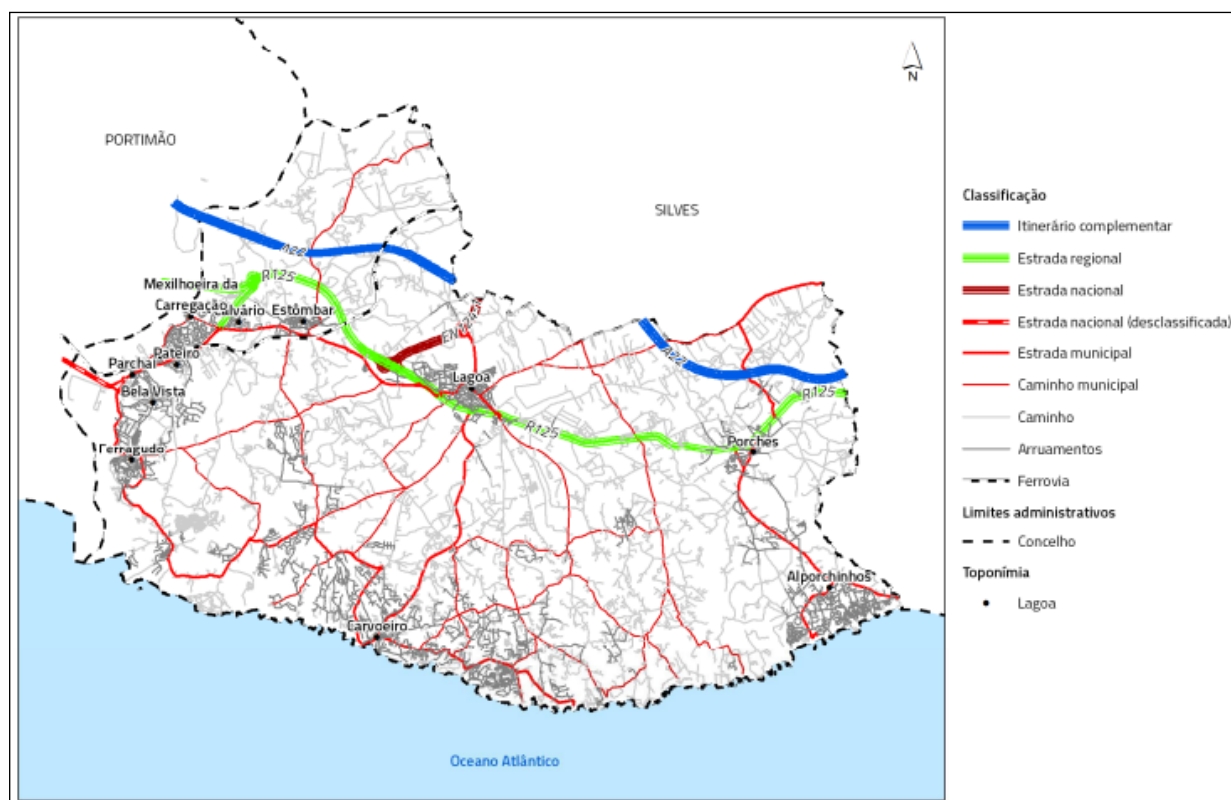 N
PORTIMÃO
SILVES
A22
R125
Mexilhoeira da
Carregação
Calvário
Estômbar
Pateiro
Parchal
Bela Vista
Ferragudo
Lagoa
R125
A22
R125
Porches
Alporchinhos
Carvoeiro
Oceano Atlântico
Classificação
Itinerário complementar
Estrada regional
Estrada nacional
Estrada nacional (desclassificada)
Estrada municipal
Caminho municipal
Caminho
Arruamentos
Ferrovia
Limites administrativos
Concelho
Toponímia
Lagoa